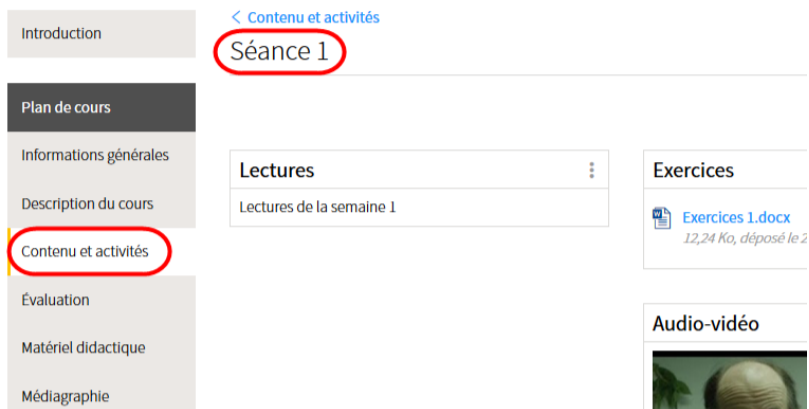 Introduction
Plan de cours
Informations générales
Description du cours
Contenu et activités
Évaluation
Matériel didactique
Médiagraphie
< Contenu et activités
Séance 1
Lectures
Lectures de la semaine 1
Exercices
Exercices 1.docx
12,24 Ko, déposé le 2
Audio-vidéo